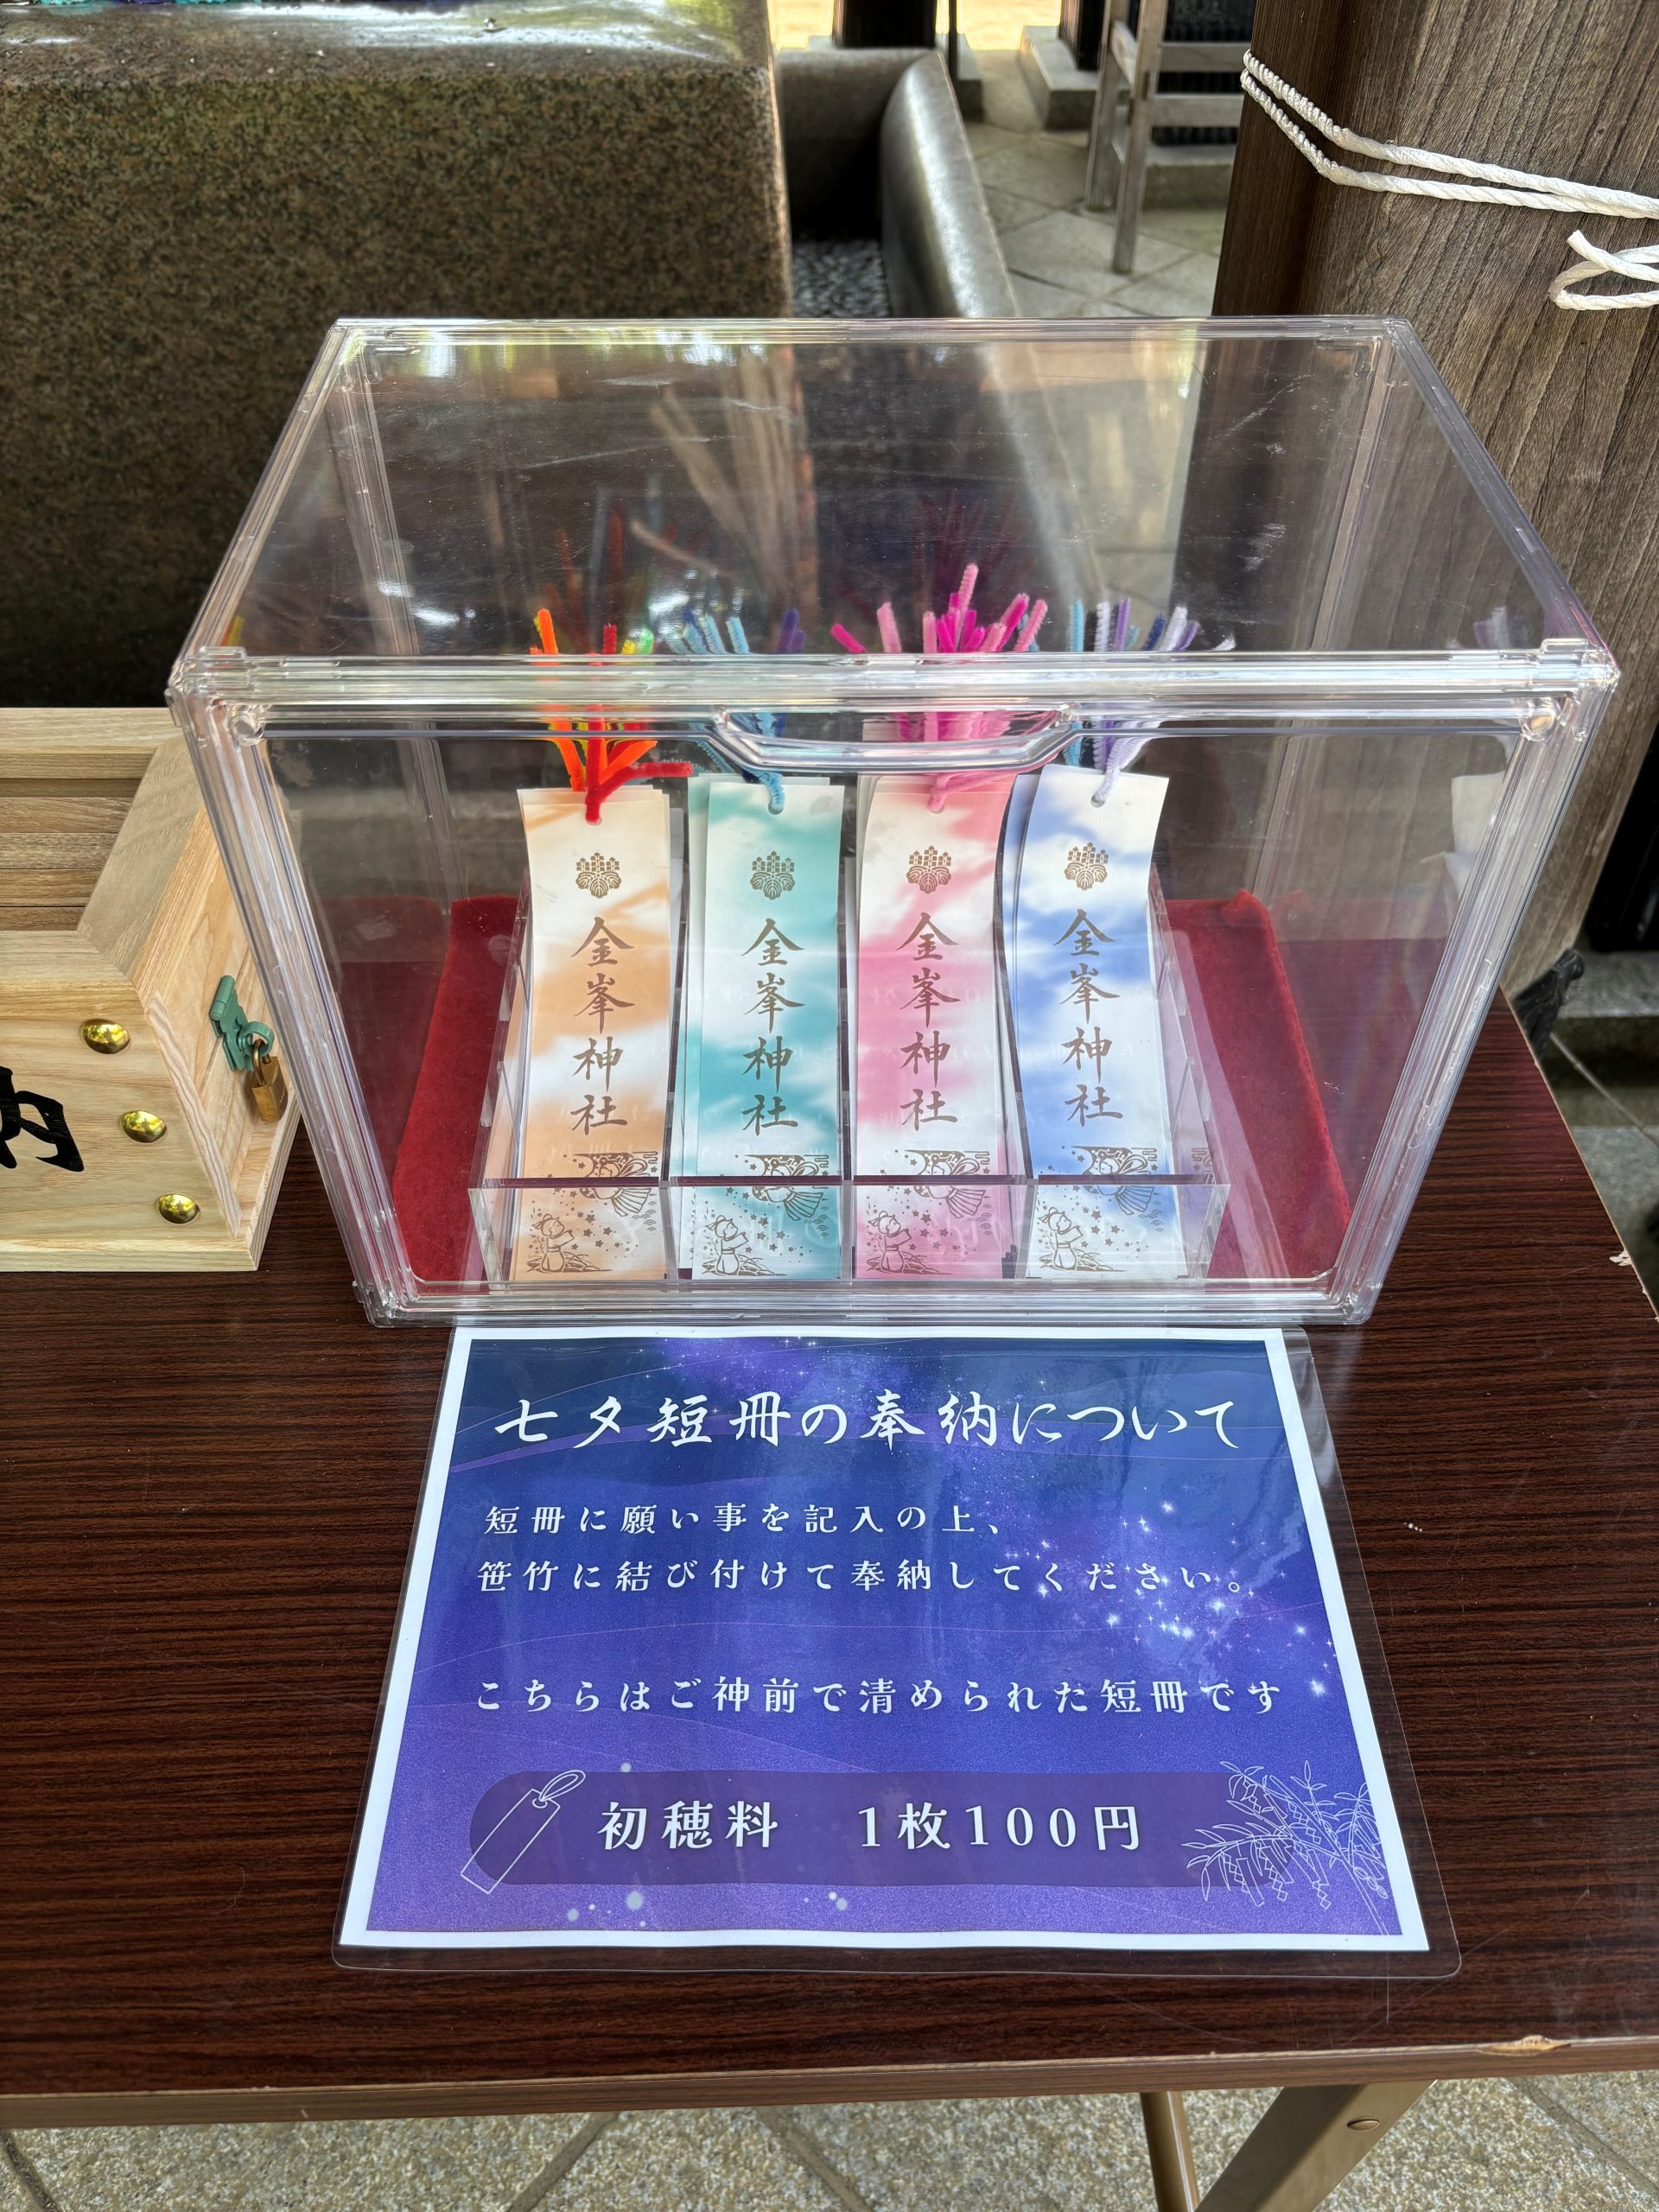 金峯神社
金峯神社
金峯神社
金峯神社
納
七夕短冊の奉納について
短冊に願い事を記入の上、
笹竹に結び付けて奉納してください。
こちらはご神前で清められた短冊です
初穂料 1枚100円